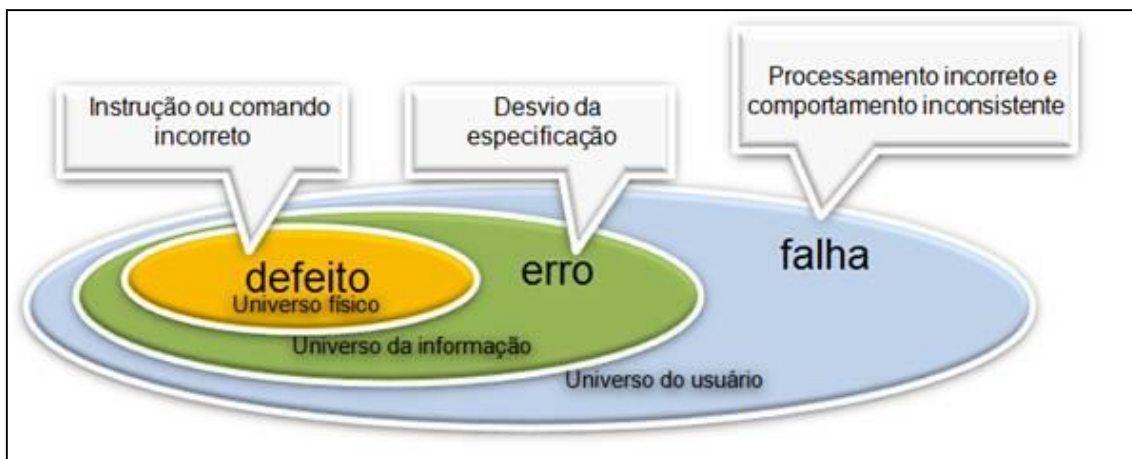 Instrução ou comando
incorreto
Desvio da
especificação
Processamento incorreto e
comportamento inconsistente
defeito
Universo físico
erro
Universo da informação
falha
Universo do usuário